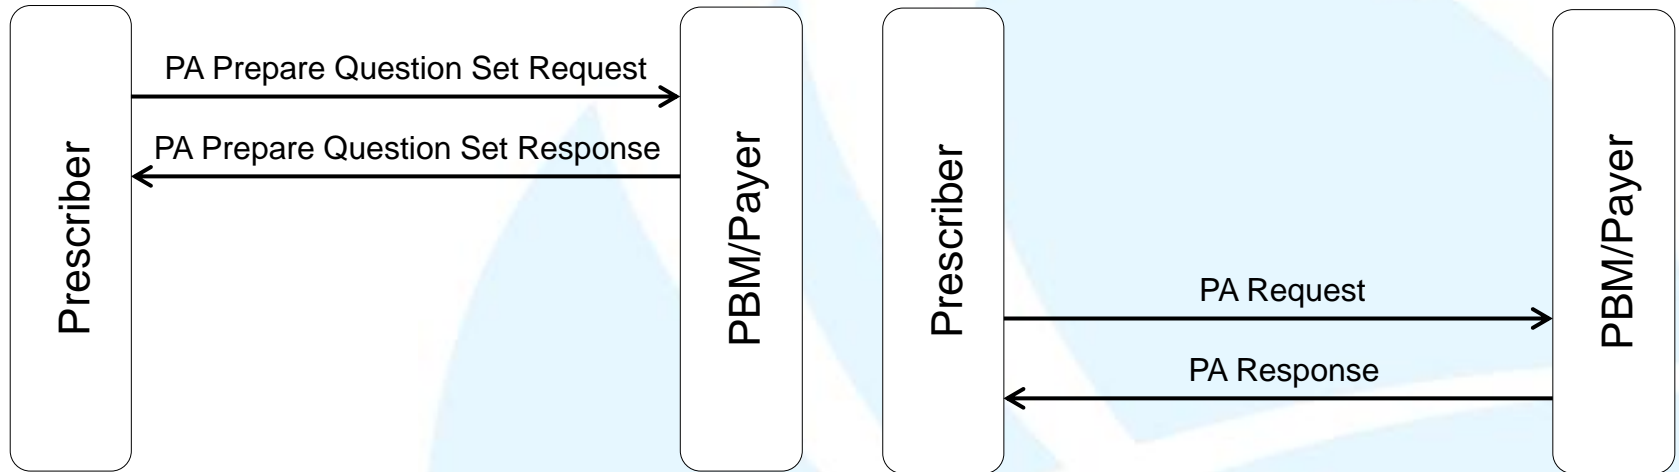 Prescriber
PA Prepare Question Set Request
PA Prepare Question Set Response
PBM/Payer
Prescriber
PA Request
PA Response
PBM/Payer